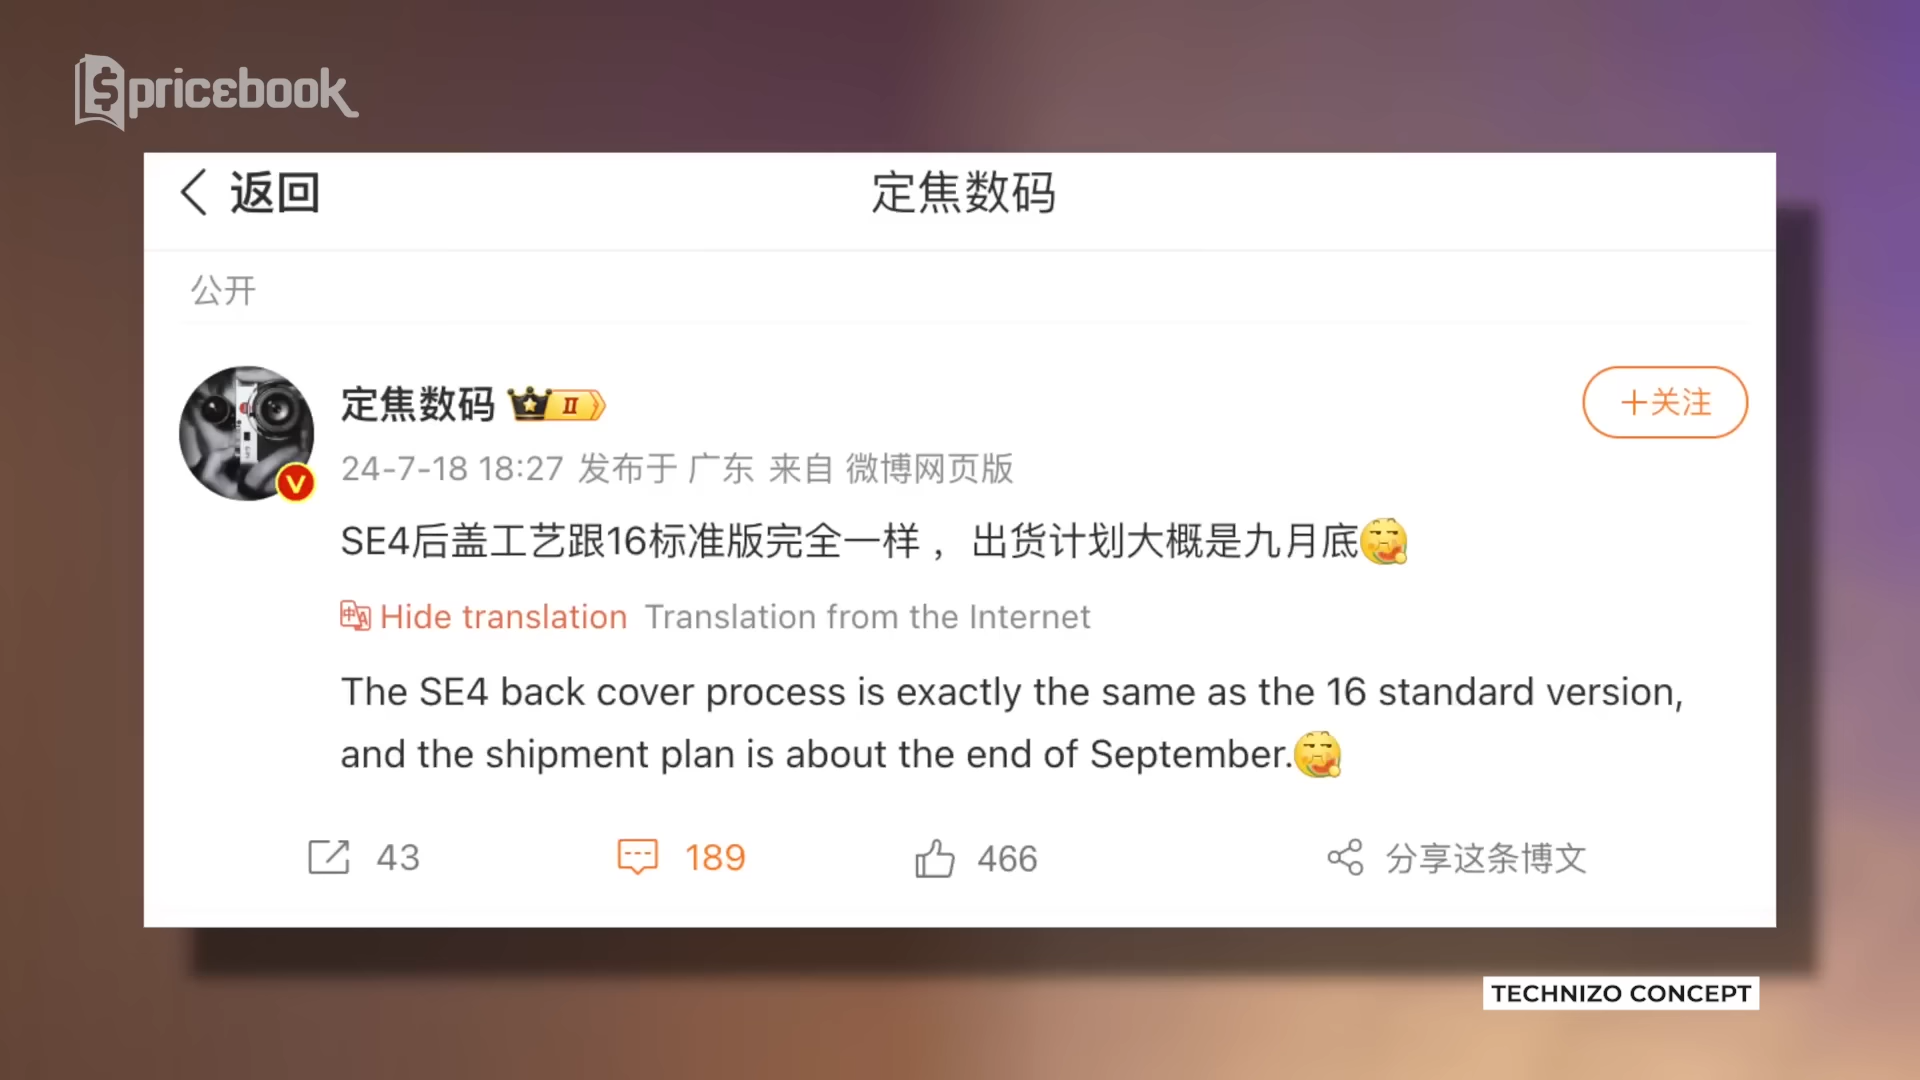 pricebook
返回
定焦数码
公开
定焦数码 II
+关注
V
24-7-18 18:27 发布于 广东 来自 微博网页版
SE4后盖工艺跟16标准版完全一样，出货计划大概是九月底
Hide translation Translation from the Internet
The SE4 back cover process is exactly the same as the 16 standard version,
and the shipment plan is about the end of September.
43 189 466 分享这条博文
TECHNIZO CONCEPT